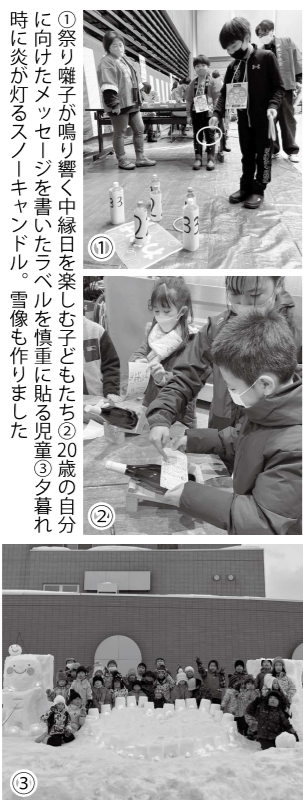 ①祭り囃子が鳴り響く中縁日を楽しむ子どもたち②20歳の自分
に向けたメッセージを書いたラベルを慎重に貼る児童③夕暮れ
時に炎が灯るスノーキャンドル。雪像も作りました
①
33
2
33
②
③